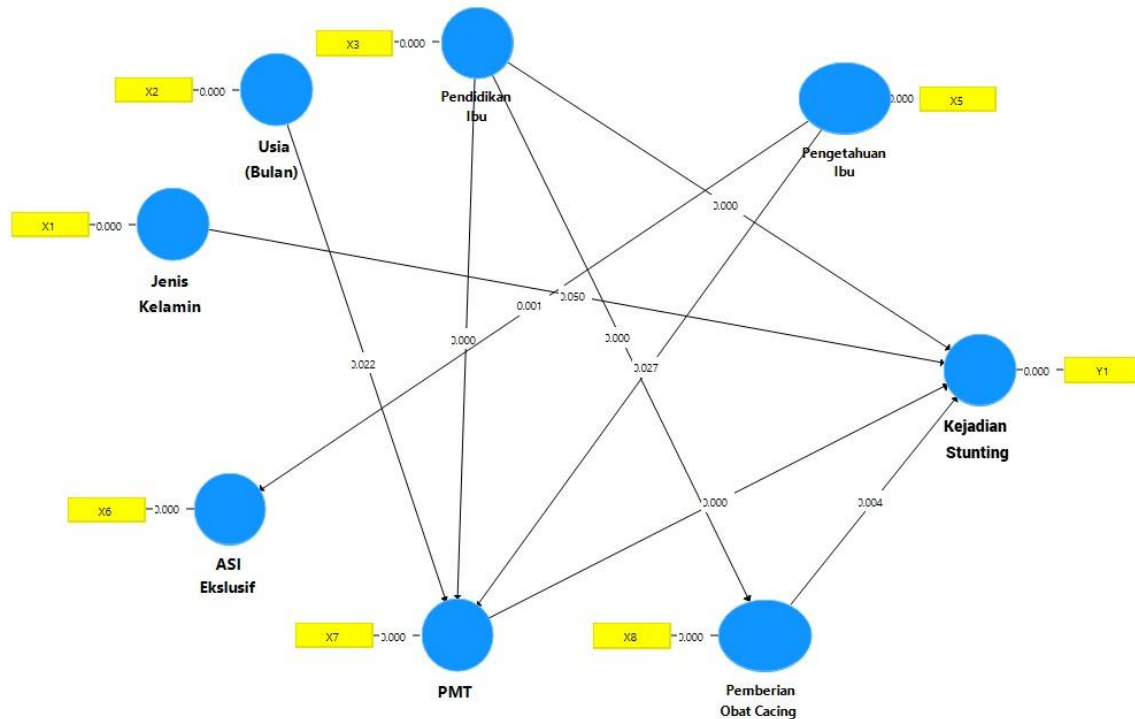 X3
0.000
Pendidikan
Ibu
X2
0.000
Usia
(Bulan)
0.000
X5
Pengetahuan
Ibu
X1
0.000
Jenis
Kelamin
0.000
0.001
0.050
0.000
0.000
0.022
0.027
0.000
Y1
Kejadian
Stunting
X6
0.000
ASI
Ekslusif
0.000
0.004
X7
0.000
PMT
X8
0.000
Pemberian
Obat Cacing